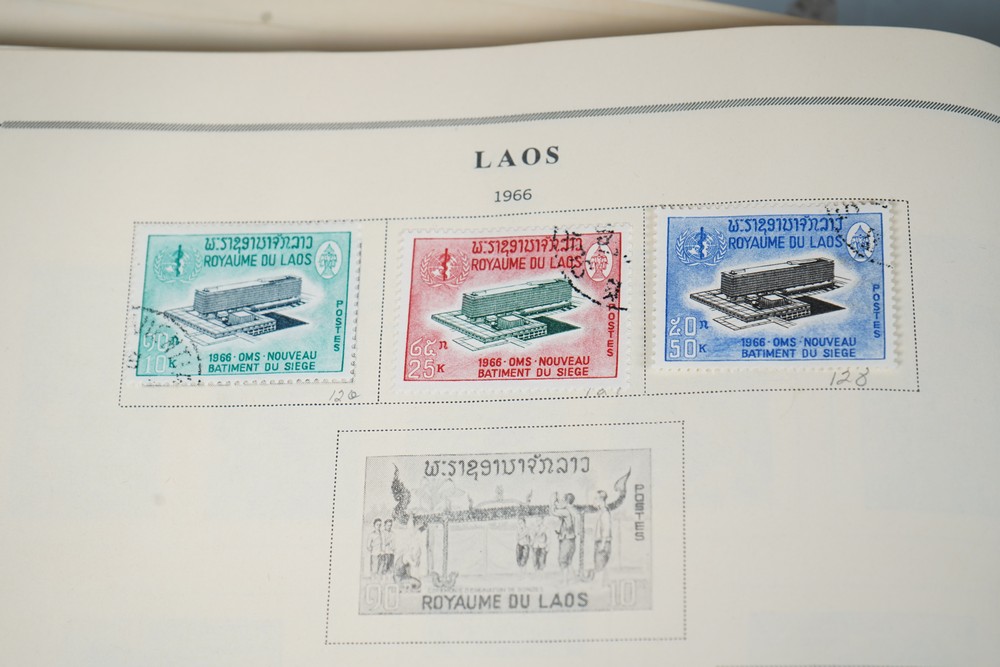 LAOS
1966
ພຣະຣາຊອານາຈັກລາວ
ROYAUME DU LAOS
POSTES
10K
1966 · OMS · NOUVEAU
BATIMENT DU SIEGE
ພຣະຣາຊອານາຈັກລາວ
ROYAUME DU LAOS
POSTES
25K
1966 · OMS · NOUVEAU
BATIMENT DU SIEGE
ພຣະຣາຊອານາຈັກລາວ
ROYAUME DU LAOS
POSTES
໕໐ກ
50K
1966 · OMS · NOUVEAU
BATIMENT DU SIEGE
128
ພຣະຣາຊອານາຈັກລາວ
POSTES
໑໐
10K
ROYAUME DU LAOS